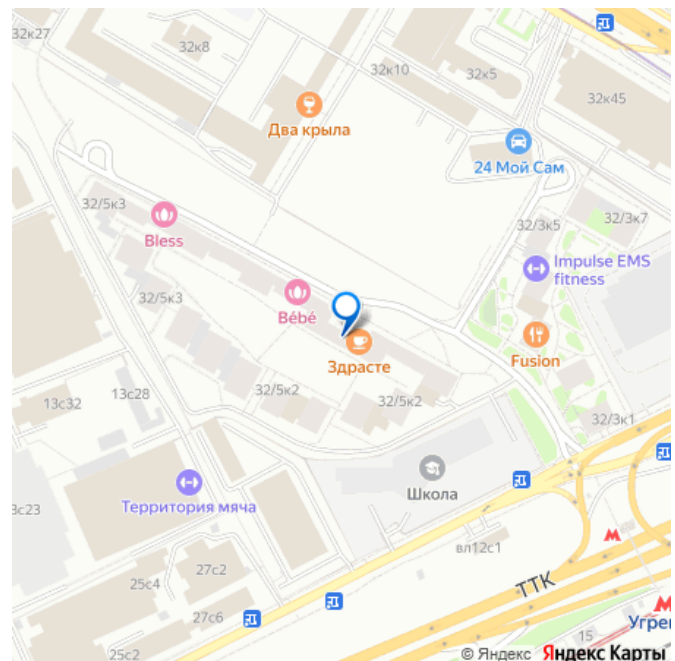 32к27
32к8
32к10
32к5
32к45
Два крыла
24 Мой Сам
32/5к3
Bless
32/3к5
32/3к7
Impulse EMS
fitness
32/5к3
Bébé
Здрасте
Fusion
13с28
13с32
32/5к2
32/5к2
32/3к1
Школа
Территория мяча
вл12с1
27с2
25с4
ТТК
27с6
25с2
15
© Яндекс Яндекс Карты